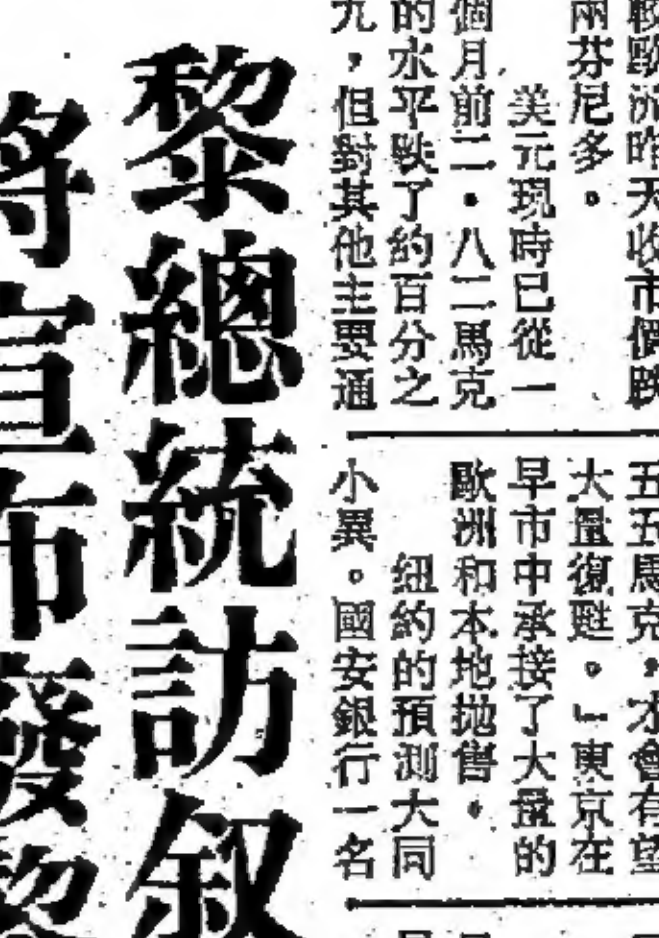 較歐洲昨天收市價跌
兩芬尼多。
美元現時已從一
個月前二・八二馬克
的水平跌了約百分之
九，但對其他主要通
五五馬克，才會有望
大量復甦。」東京在
早市中承接了大量的
歐洲和本地拋售。
紐約的預測大同
小異。國安銀行一名
黎總統訪敘
將宣布廢黎